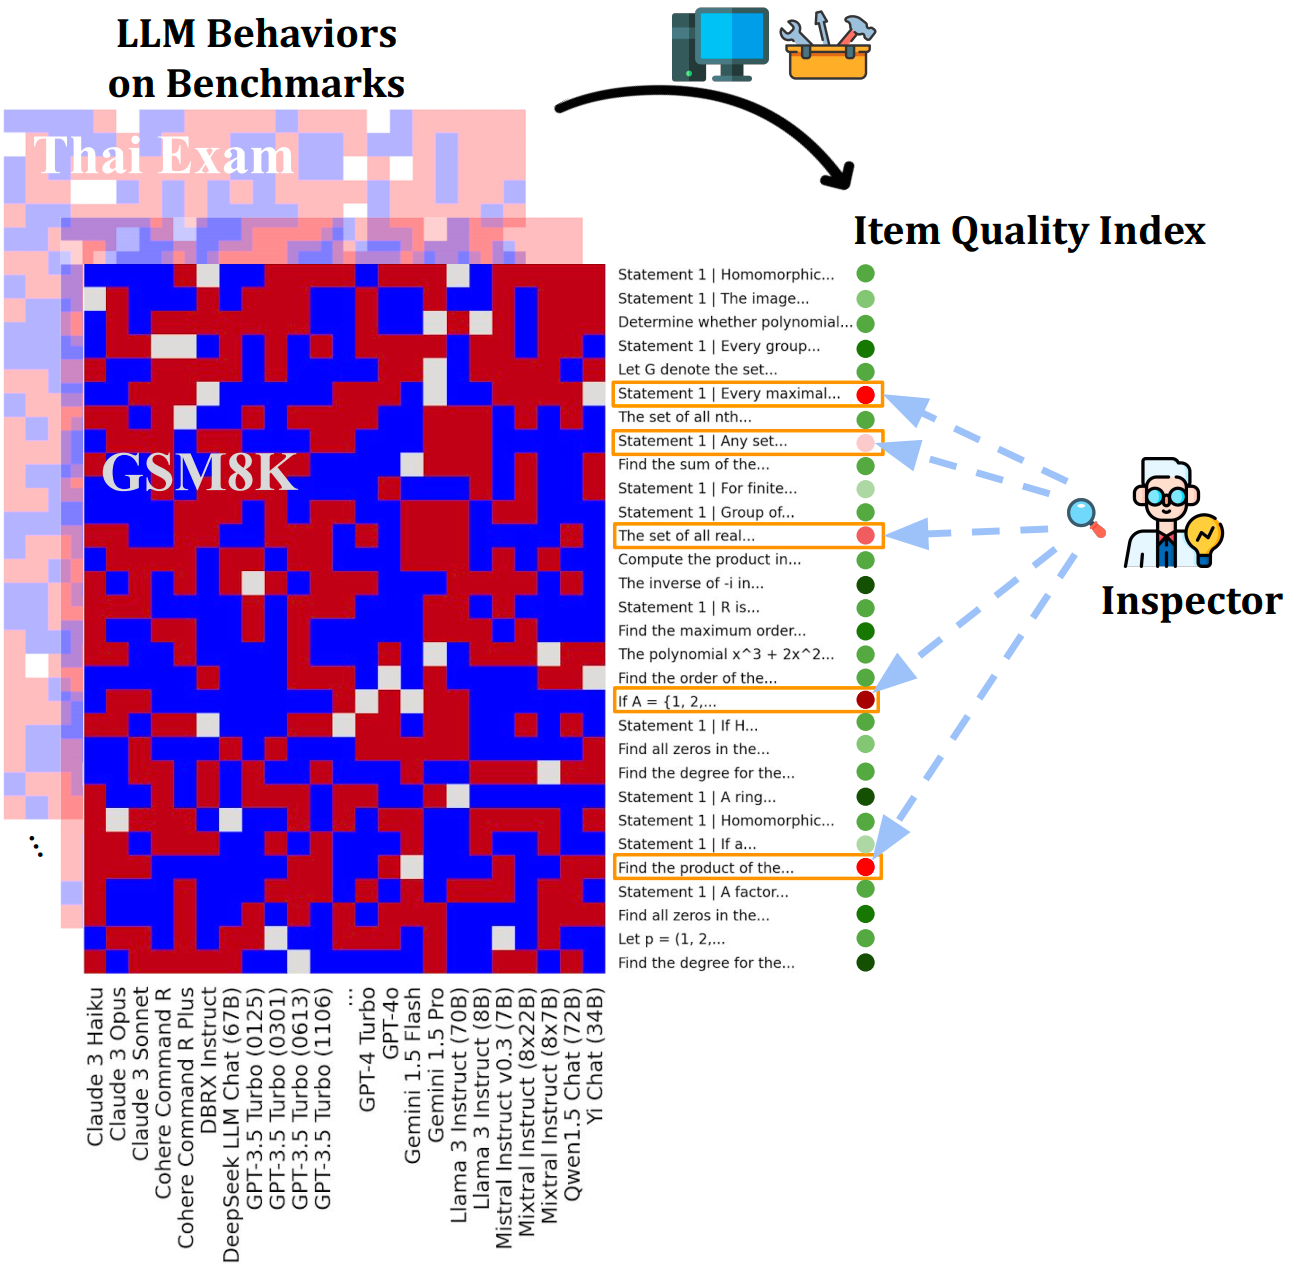 LLM Behaviors
on Benchmarks
Thai Exam
GSM8K
Item Quality Index
Statement 1 | Homomorphic...
Statement 1 | The image...
Determine whether polynomial...
Statement 1 | Every group...
Let G denote the set...
Statement 1 | Every maximal...
The set of all nth...
Statement 1 | Any set...
Find the sum of the...
Statement 1 | For finite...
Statement 1 | Group of...
The set of all real...
Compute the product in...
The inverse of -i in...
Statement 1 | R is...
Find the maximum order...
The polynomial x^3 + 2x^2...
Find the order of the...
If A = {1, 2,...
Statement 1 | If H...
Find all zeros in the...
Find the degree for the...
Statement 1 | A ring...
Statement 1 | Homomorphic...
Statement 1 | If a...
Find the product of the...
Statement 1 | A factor...
Find all zeros in the...
Let p = (1, 2,...
Find the degree for the...
Inspector
Claude 3 Haiku
Claude 3 Opus
Claude 3 Sonnet
Cohere Command R
Cohere Command R Plus
DBRX Instruct
DeepSeek LLM Chat (67B)
GPT-3.5 Turbo (0125)
GPT-3.5 Turbo (0301)
GPT-3.5 Turbo (0613)
GPT-3.5 Turbo (1106)
...
GPT-4 Turbo
GPT-4o
Gemini 1.5 Flash
Gemini 1.5 Pro
Llama 3 Instruct (70B)
Llama 3 Instruct (8B)
Mistral Instruct v0.3 (7B)
Mixtral Instruct (8x22B)
Mixtral Instruct (8x7B)
Qwen1.5 Chat (72B)
Yi Chat (34B)